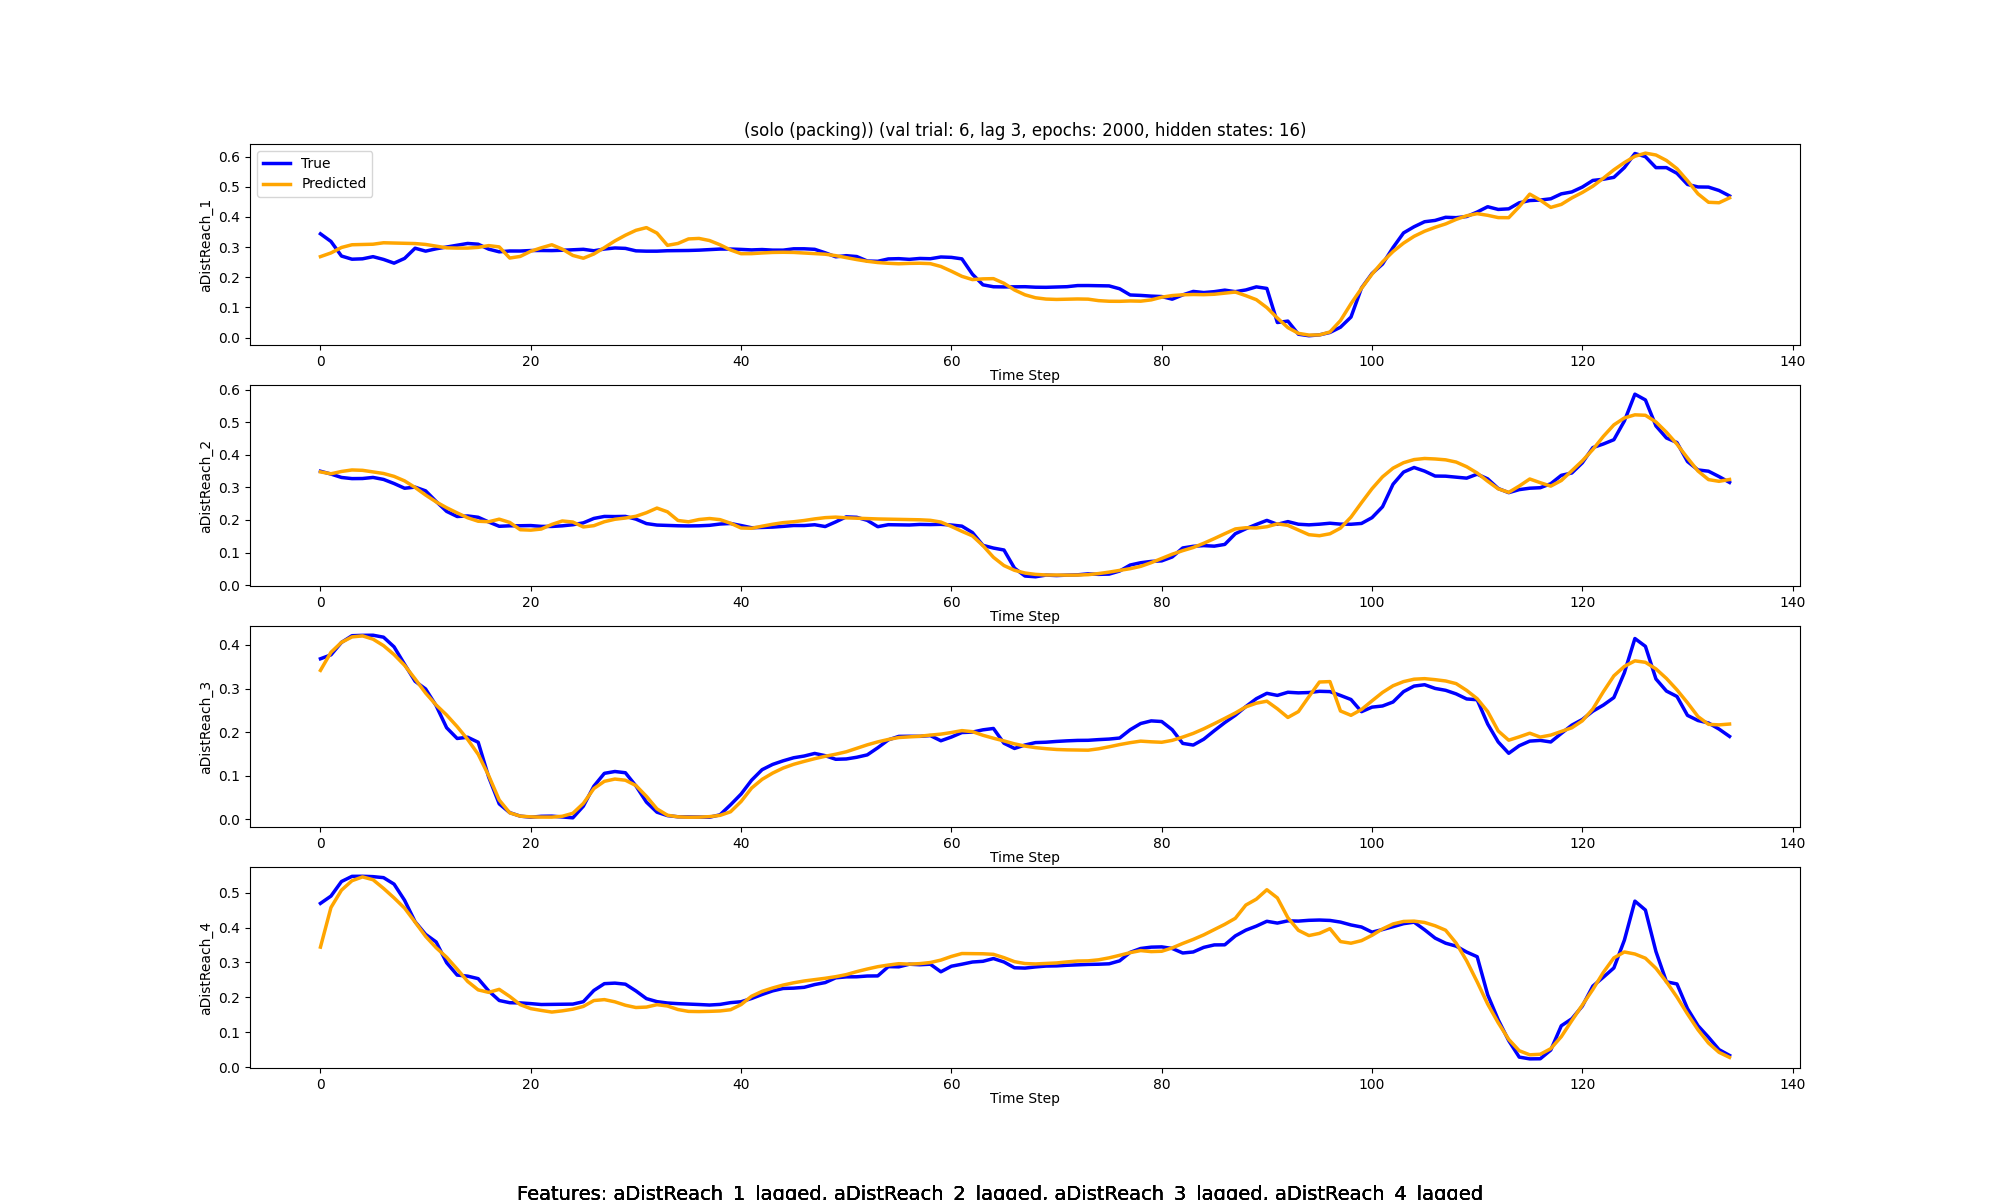 (solo (packing)) (val trial: 6, lag 3, epochs: 2000, hidden states: 16)
True
Predicted
aDistReach_1
0.6
0.5
0.4
0.3
0.2
0.1
0.0
0 20 40 60 80 100 120 140
Time Step
aDistReach_2
0.6
0.5
0.4
0.3
0.2
0.1
0.0
0 20 40 60 80 100 120 140
Time Step
aDistReach_3
0.4
0.3
0.2
0.1
0.0
0 20 40 60 80 100 120 140
Time Step
aDistReach_4
0.5
0.4
0.3
0.2
0.1
0.0
0 20 40 60 80 100 120 140
Time Step
Features: aDistReach_1_lagged, aDistReach_2_lagged, aDistReach_3_lagged, aDistReach_4_lagged